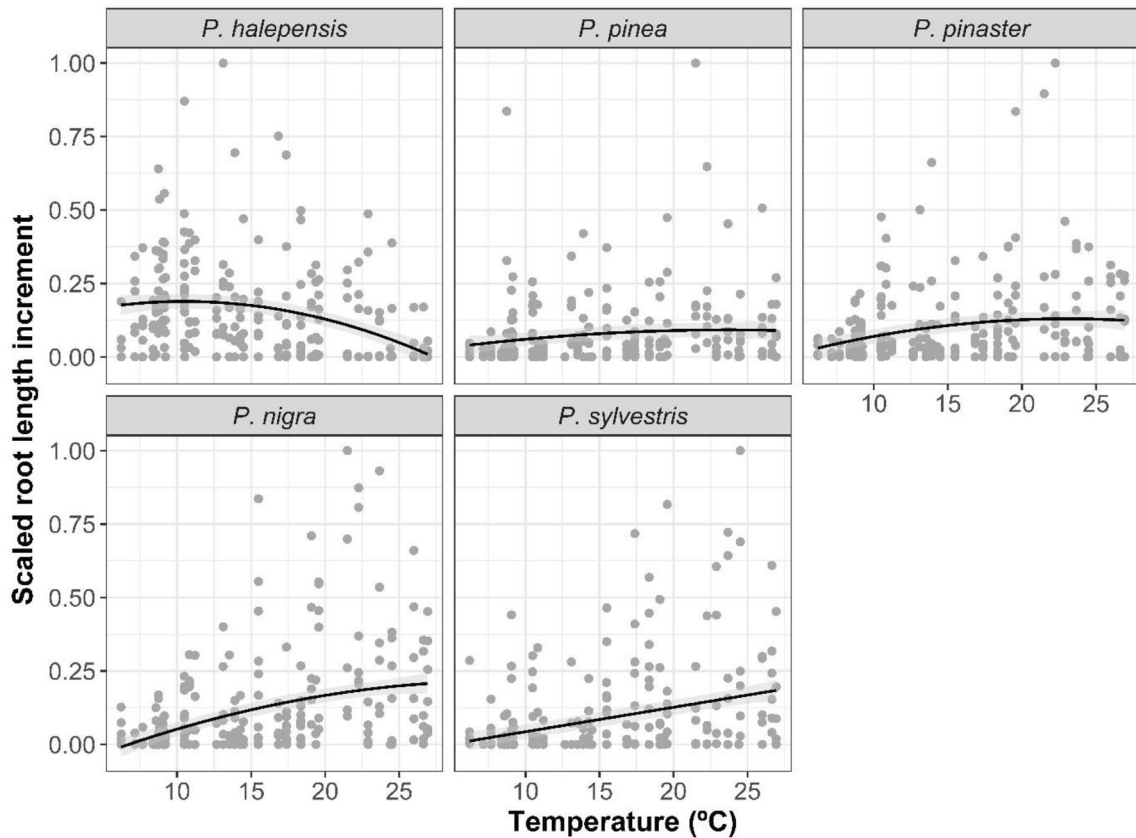 P. halepensis P. pinea P. pinaster
1.00
0.75
0.50
0.25
0.00
10 15 20 25
P. nigra P. sylvestris
1.00
0.75
0.50
0.25
0.00
10 15 20 25 10 15 20 25
Scaled root length increment
Temperature (ºC)